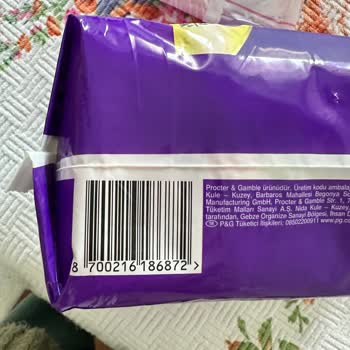 Procter & Gamble ürünüdür. Üretim kodu ambalaj
Kule – Kuzey, Barbaros Mahallesi Begonya So
Manufacturing GmbH, Procter & Gamble Str. 1, 7
Tüketim Malları Sanayi A.Ş. Nida Kule – Kuzey,
tarafından, Gebze Organize Sanayi Bölgesi, İhsan D
P&G Tüketici İlişkileri; 08502200911 www.pg.co
8 700216 186872 >